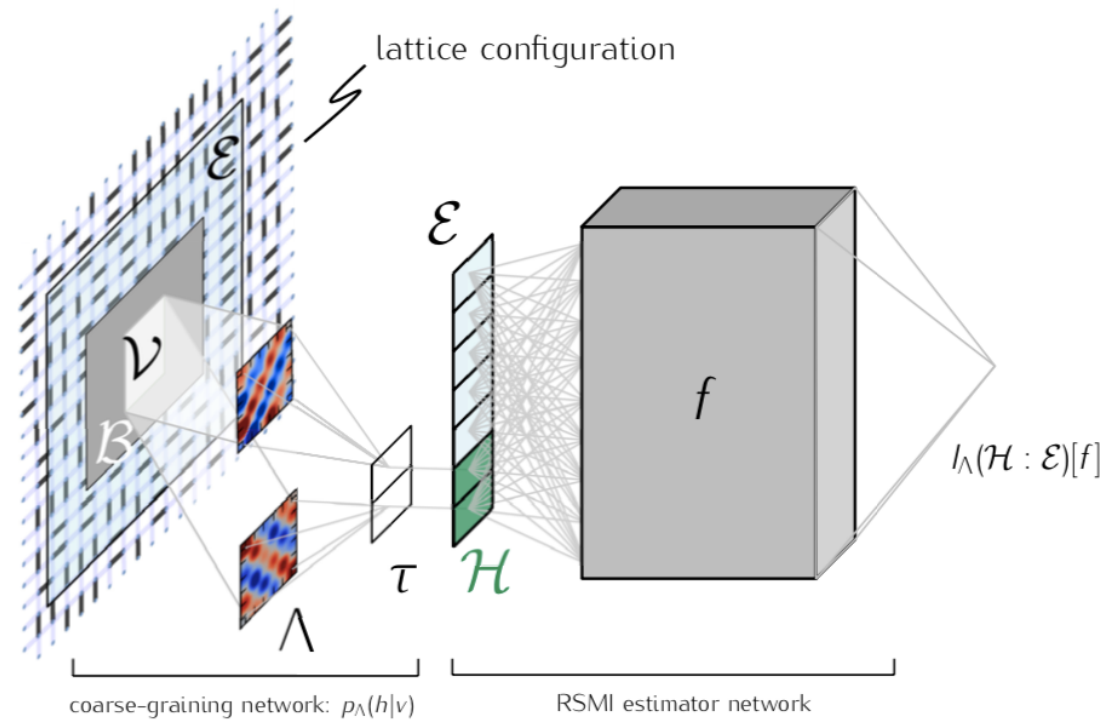 lattice configuration
ℰ
ℰ
𝒱
ℬ
f
I_Λ(ℋ : ℰ)[f]
τ
ℋ
Λ
coarse-graining network: p_Λ(h|v)
RSMI estimator network